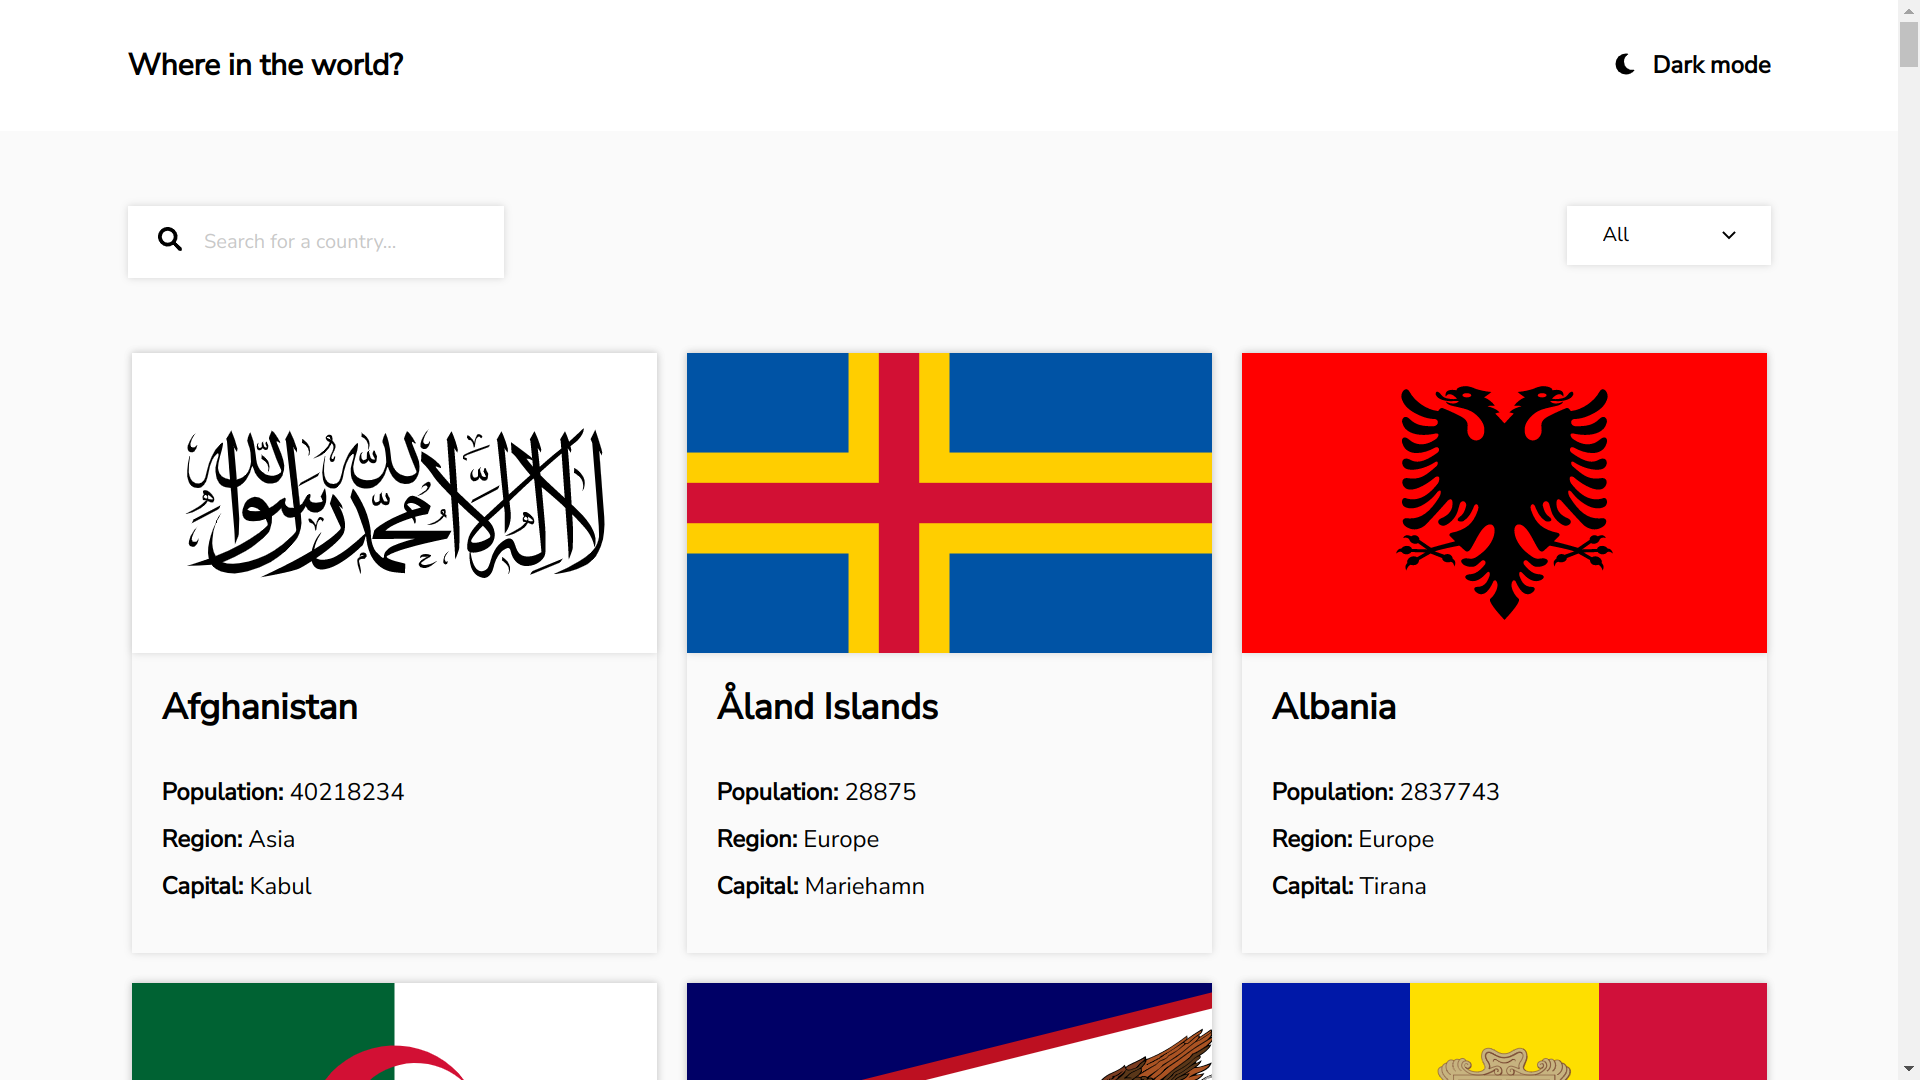 Where in the world?
Dark mode
Search for a country...
All
لا إله إلا الله محمد رسول الله
Afghanistan
Population: 40218234
Region: Asia
Capital: Kabul
Åland Islands
Population: 28875
Region: Europe
Capital: Mariehamn
Albania
Population: 2837743
Region: Europe
Capital: Tirana